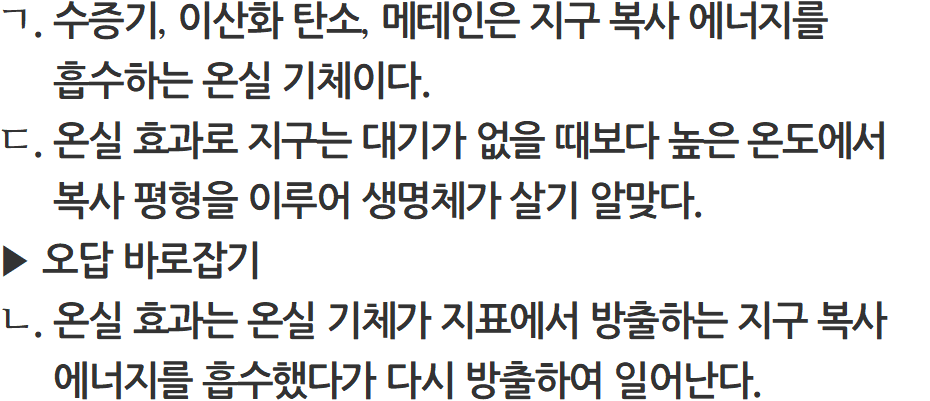 ㄱ. 수증기, 이산화 탄소, 메테인은 지구 복사 에너지를
흡수하는 온실 기체이다.
ㄷ. 온실 효과로 지구는 대기가 없을 때보다 높은 온도에서
복사 평형을 이루어 생명체가 살기 알맞다.
▶ 오답 바로잡기
ㄴ. 온실 효과는 온실 기체가 지표에서 방출하는 지구 복사
에너지를 흡수했다가 다시 방출하여 일어난다.